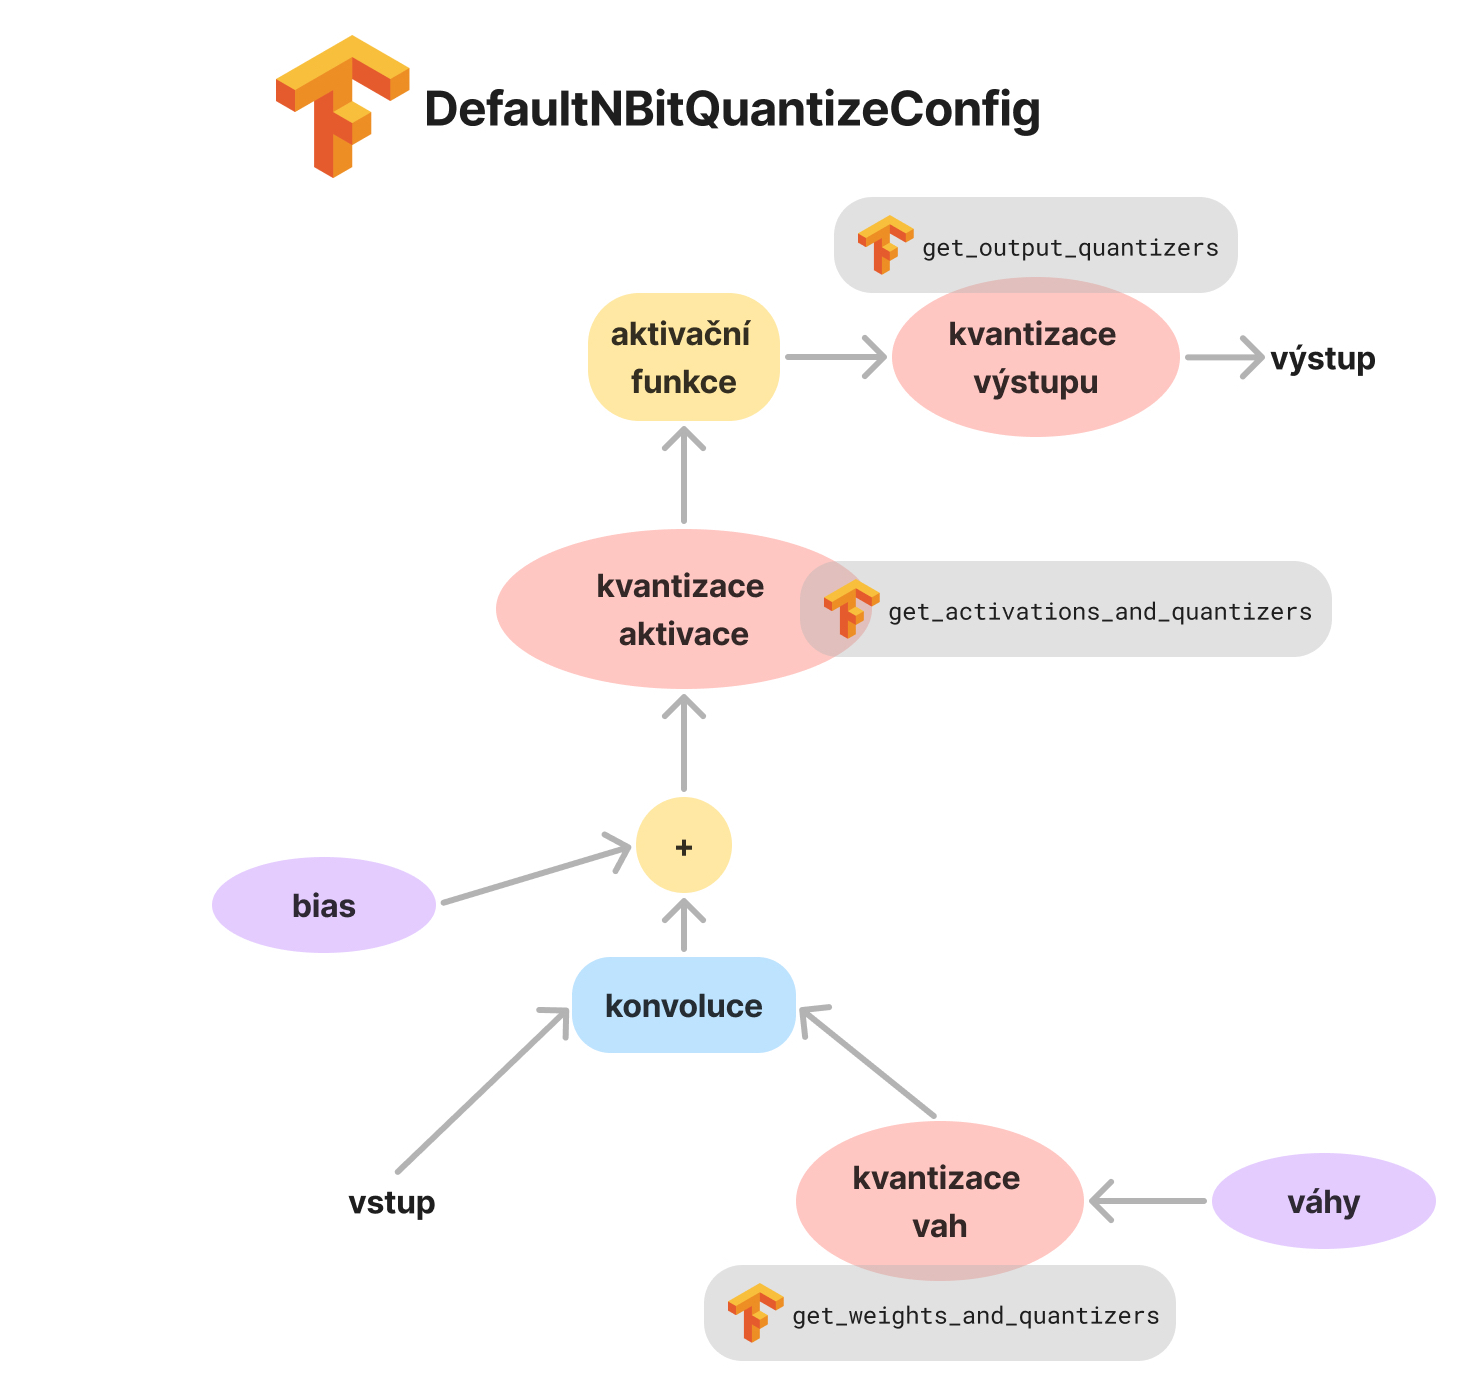 DefaultNBitQuantizeConfig
get_output_quantizers
aktivační
funkce
kvantizace
výstupu
výstup
kvantizace
aktivace
get_activations_and_quantizers
+
bias
konvoluce
vstup
kvantizace
vah
váhy
get_weights_and_quantizers